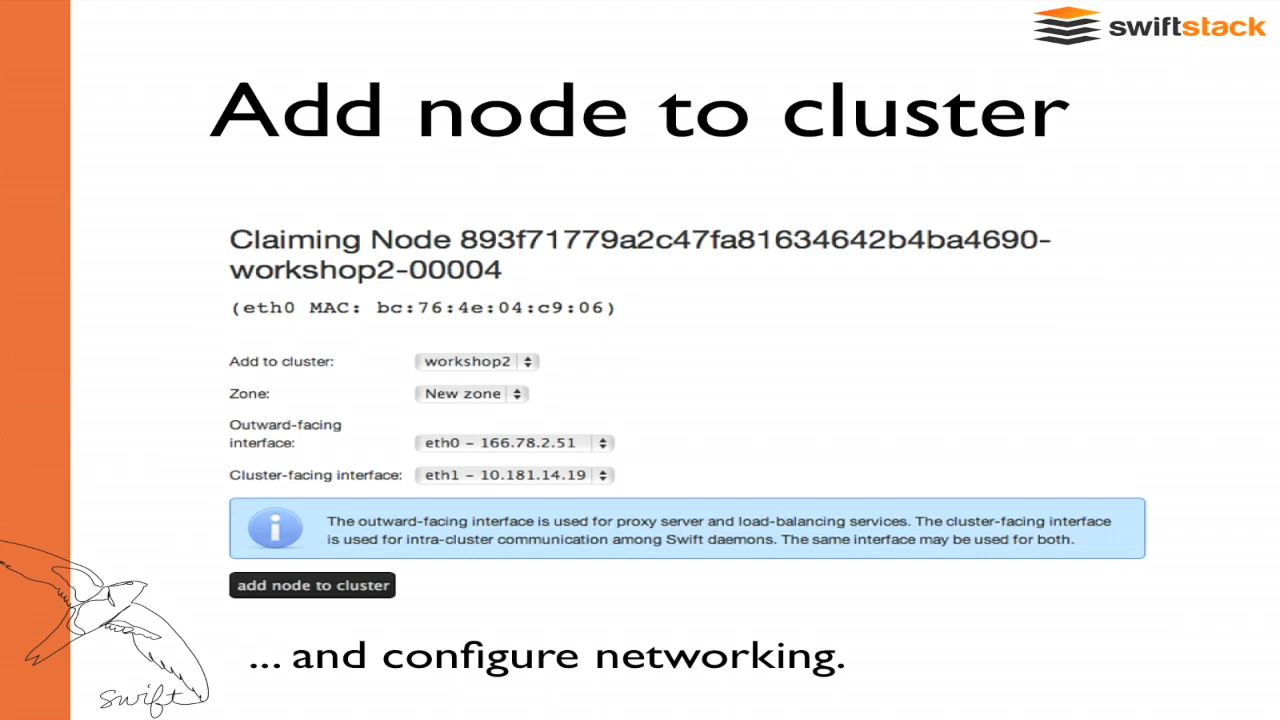 swiftstack
Add node to cluster
Claiming Node 893f71779a2c47fa81634642b4ba4690-
workshop2-00004
(eth0 MAC: bc:76:4e:04:c9:06)
Add to cluster: workshop2
Zone: New zone
Outward-facing
interface: eth0 - 166.78.2.51
Cluster-facing interface: eth1 - 10.181.14.19
The outward-facing interface is used for proxy server and load-balancing services. The cluster-facing interface
is used for intra-cluster communication among Swift daemons. The same interface may be used for both.
add node to cluster
... and configure networking.
swift